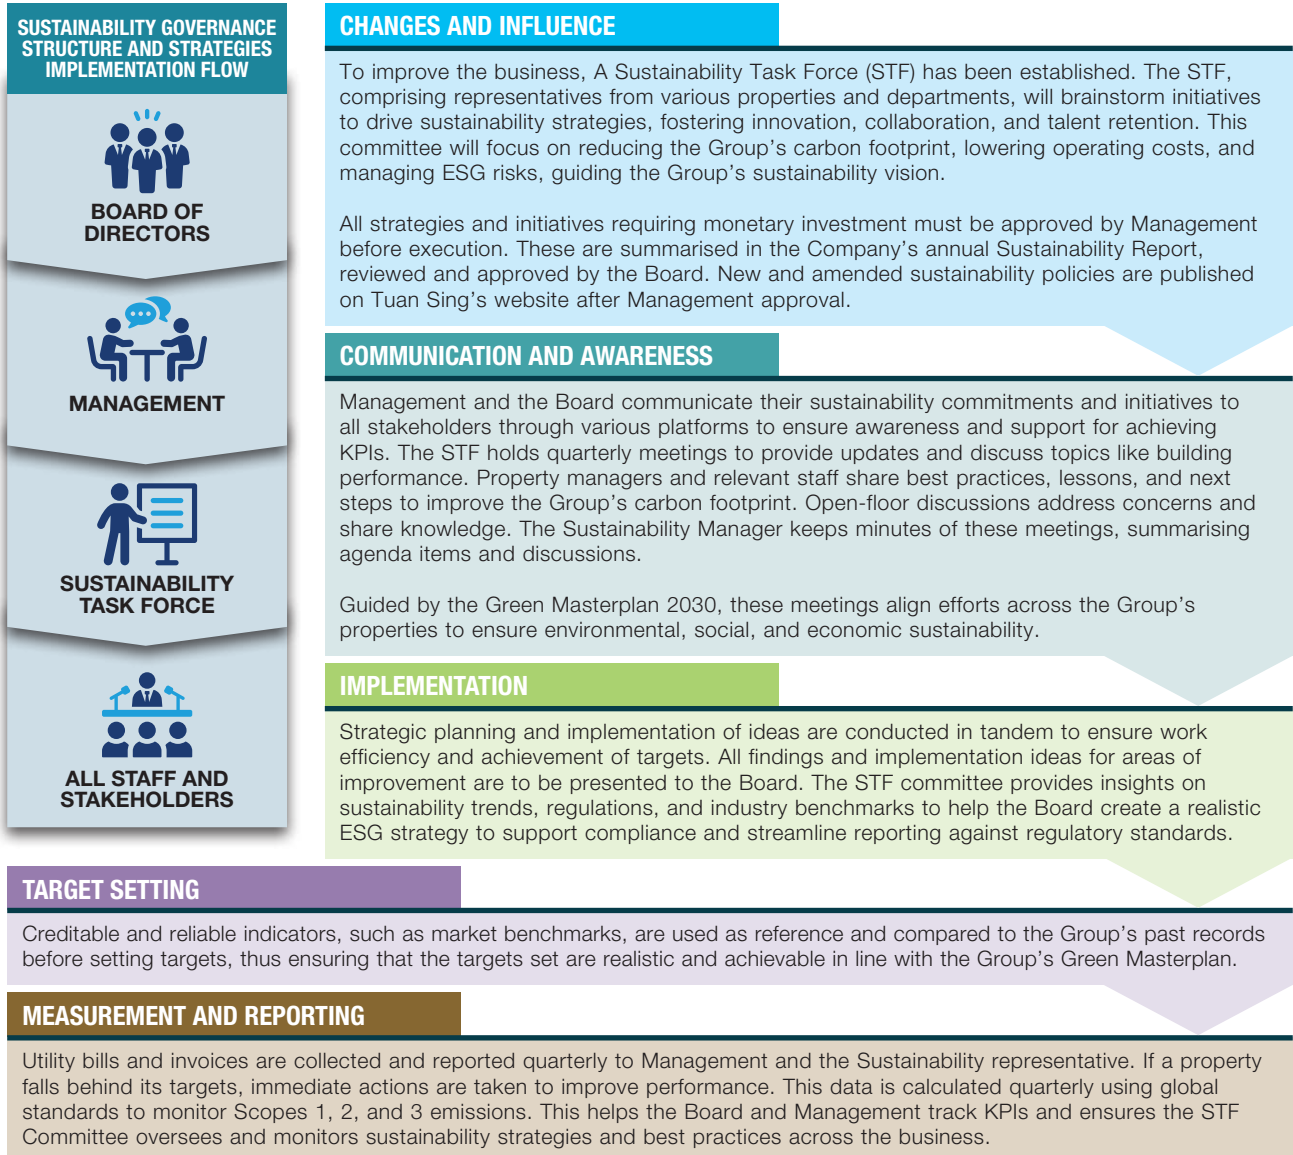 SUSTAINABILITY GOVERNANCE
STRUCTURE AND STRATEGIES
IMPLEMENTATION FLOW
BOARD OF
DIRECTORS
MANAGEMENT
SUSTAINABILITY
TASK FORCE
ALL STAFF AND
STAKEHOLDERS
CHANGES AND INFLUENCE
To improve the business, A Sustainability Task Force (STF) has been established. The STF,
comprising representatives from various properties and departments, will brainstorm initiatives
to drive sustainability strategies, fostering innovation, collaboration, and talent retention. This
committee will focus on reducing the Group's carbon footprint, lowering operating costs, and
managing ESG risks, guiding the Group's sustainability vision.
All strategies and initiatives requiring monetary investment must be approved by Management
before execution. These are summarised in the Company's annual Sustainability Report,
reviewed and approved by the Board. New and amended sustainability policies are published
on Tuan Sing's website after Management approval.
COMMUNICATION AND AWARENESS
Management and the Board communicate their sustainability commitments and initiatives to
all stakeholders through various platforms to ensure awareness and support for achieving
KPIs. The STF holds quarterly meetings to provide updates and discuss topics like building
performance. Property managers and relevant staff share best practices, lessons, and next
steps to improve the Group's carbon footprint. Open-floor discussions address concerns and
share knowledge. The Sustainability Manager keeps minutes of these meetings, summarising
agenda items and discussions.
Guided by the Green Masterplan 2030, these meetings align efforts across the Group's
properties to ensure environmental, social, and economic sustainability.
IMPLEMENTATION
Strategic planning and implementation of ideas are conducted in tandem to ensure work
efficiency and achievement of targets. All findings and implementation ideas for areas of
improvement are to be presented to the Board. The STF committee provides insights on
sustainability trends, regulations, and industry benchmarks to help the Board create a realistic
ESG strategy to support compliance and streamline reporting against regulatory standards.
TARGET SETTING
Creditable and reliable indicators, such as market benchmarks, are used as reference and compared to the Group's past records
before setting targets, thus ensuring that the targets set are realistic and achievable in line with the Group's Green Masterplan.
MEASUREMENT AND REPORTING
Utility bills and invoices are collected and reported quarterly to Management and the Sustainability representative. If a property
falls behind its targets, immediate actions are taken to improve performance. This data is calculated quarterly using global
standards to monitor Scopes 1, 2, and 3 emissions. This helps the Board and Management track KPIs and ensures the STF
Committee oversees and monitors sustainability strategies and best practices across the business.